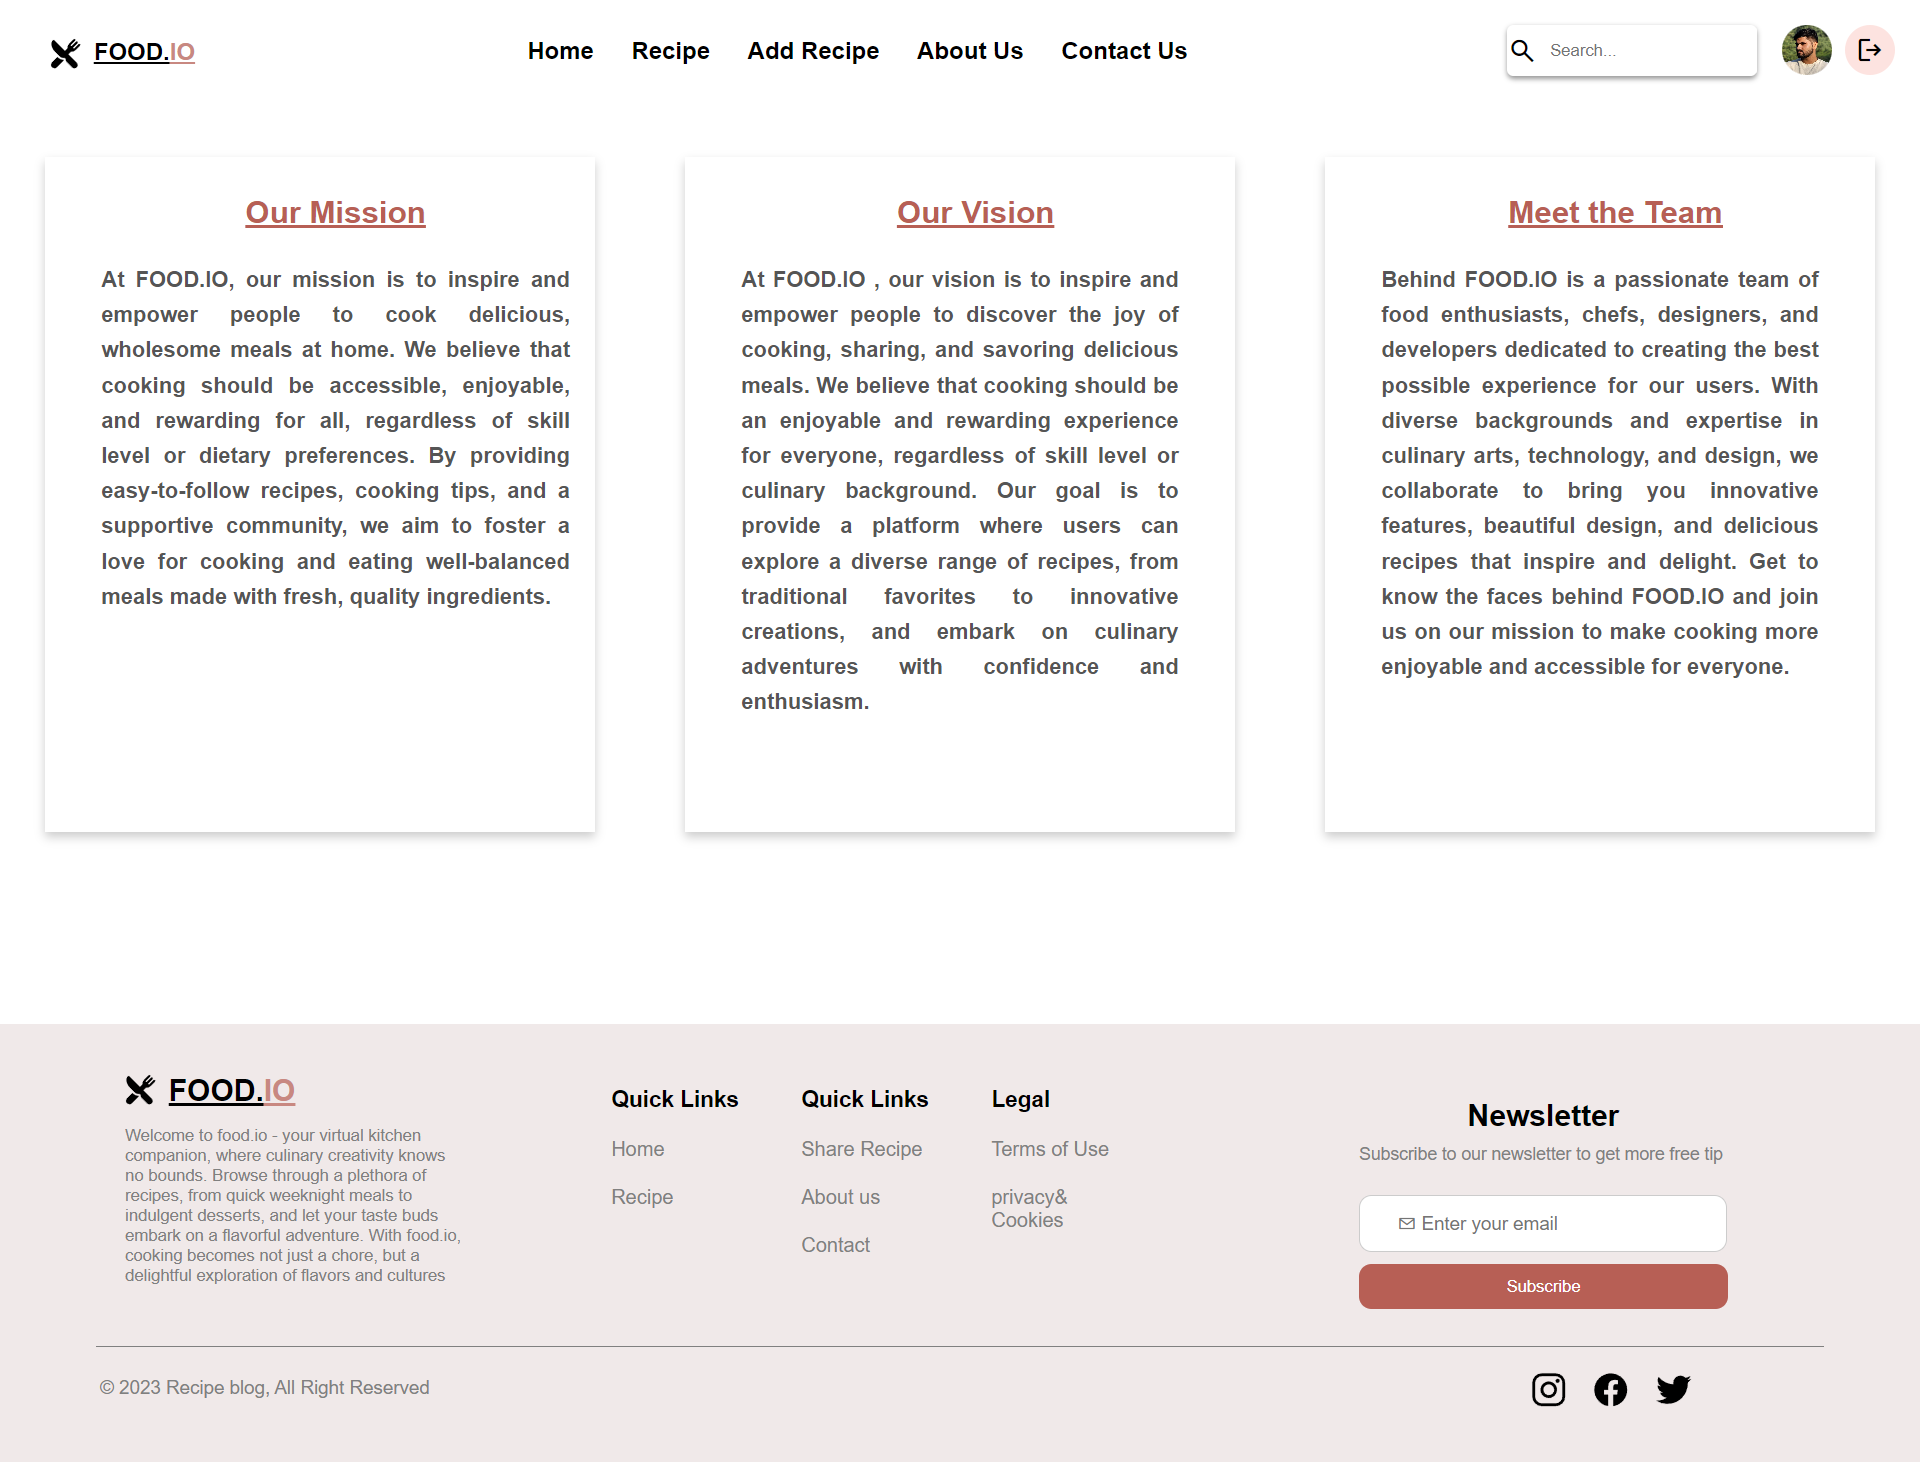 FOOD.IO
Home Recipe Add Recipe About Us Contact Us
Search...
Our Mission
At FOOD.IO, our mission is to inspire and
empower people to cook delicious,
wholesome meals at home. We believe that
cooking should be accessible, enjoyable,
and rewarding for all, regardless of skill
level or dietary preferences. By providing
easy-to-follow recipes, cooking tips, and a
supportive community, we aim to foster a
love for cooking and eating well-balanced
meals made with fresh, quality ingredients.
Our Vision
At FOOD.IO , our vision is to inspire and
empower people to discover the joy of
cooking, sharing, and savoring delicious
meals. We believe that cooking should be
an enjoyable and rewarding experience
for everyone, regardless of skill level or
culinary background. Our goal is to
provide a platform where users can
explore a diverse range of recipes, from
traditional favorites to innovative
creations, and embark on culinary
adventures with confidence and
enthusiasm.
Meet the Team
Behind FOOD.IO is a passionate team of
food enthusiasts, chefs, designers, and
developers dedicated to creating the best
possible experience for our users. With
diverse backgrounds and expertise in
culinary arts, technology, and design, we
collaborate to bring you innovative
features, beautiful design, and delicious
recipes that inspire and delight. Get to
know the faces behind FOOD.IO and join
us on our mission to make cooking more
enjoyable and accessible for everyone.
FOOD.IO
Welcome to food.io - your virtual kitchen
companion, where culinary creativity knows
no bounds. Browse through a plethora of
recipes, from quick weeknight meals to
indulgent desserts, and let your taste buds
embark on a flavorful adventure. With food.io,
cooking becomes not just a chore, but a
delightful exploration of flavors and cultures
Quick Links
Home
Recipe
Quick Links
Share Recipe
About us
Contact
Legal
Terms of Use
privacy&
Cookies
Newsletter
Subscribe to our newsletter to get more free tip
Enter your email
Subscribe
© 2023 Recipe blog, All Right Reserved